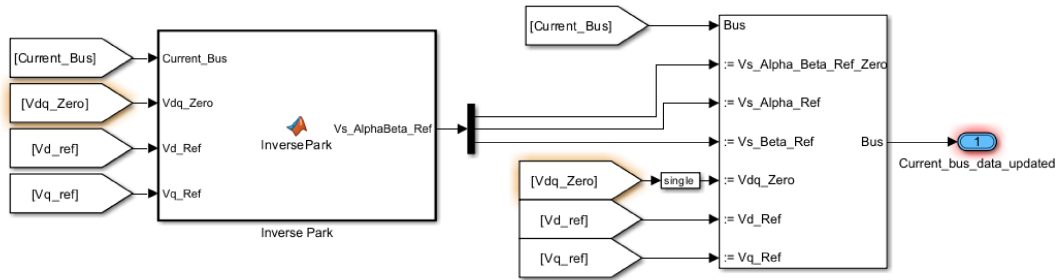 [Current_Bus]
[Vdq_Zero]
[Vd_ref]
[Vq_ref]
Current_Bus
Vdq_Zero
Vd_Ref
Vq_Ref
InversePark
Vs_AlphaBeta_Ref
Inverse Park
[Current_Bus]
[Vdq_Zero]
single
[Vd_ref]
[Vq_ref]
Bus
:= Vs_Alpha_Beta_Ref_Zero
:= Vs_Alpha_Ref
:= Vs_Beta_Ref
:= Vdq_Zero
:= Vd_Ref
:= Vq_Ref
Bus
1
Current_bus_data_updated